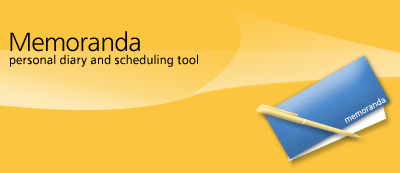 Memoranda
personal diary and scheduling tool
memoranda